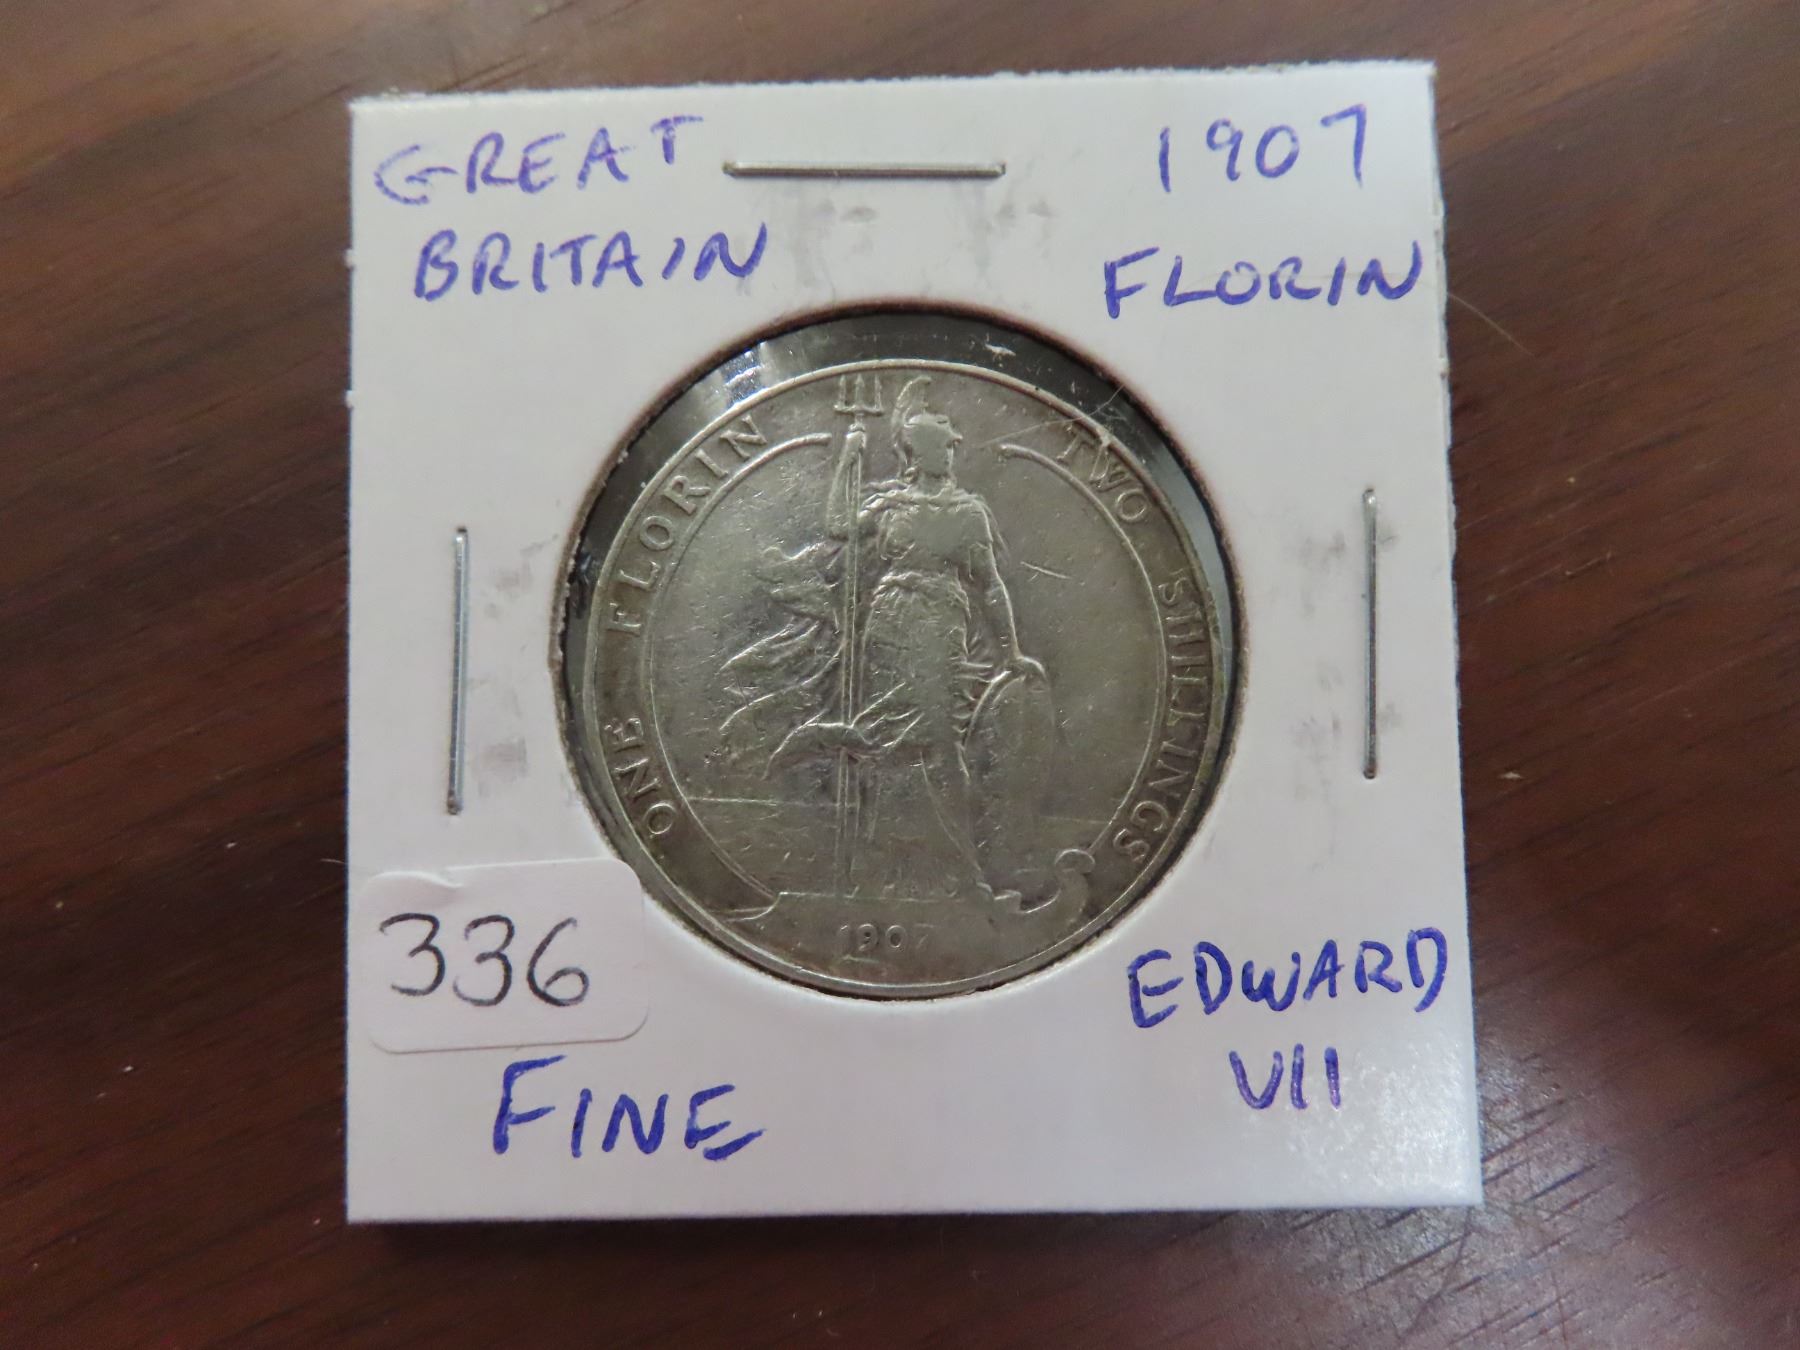 GREAT
BRITAIN
1907
FLORIN
ONE FLORIN
TWO SHILLINGS
1907
336
FINE
EDWARD
VII